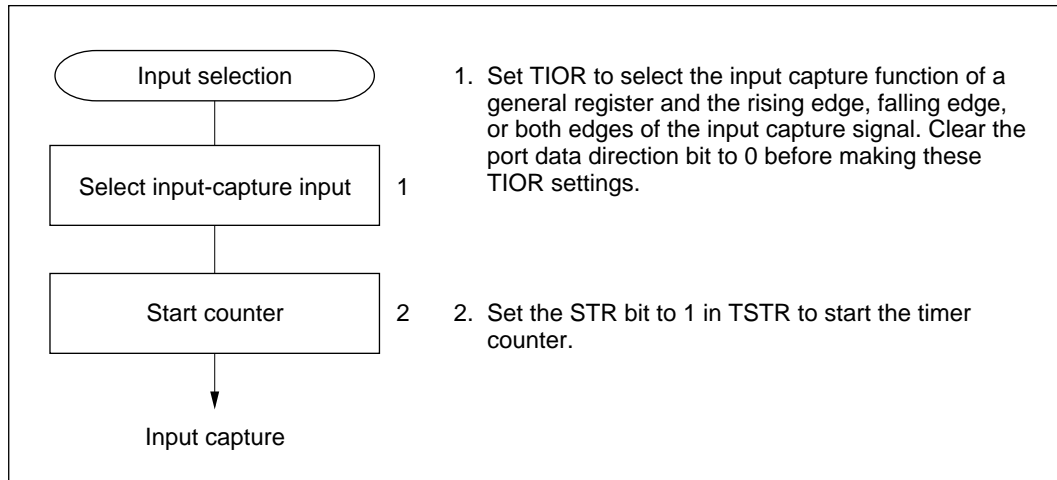 Input selection
Select input-capture input
1
Start counter
2
Input capture
1. Set TIOR to select the input capture function of a
general register and the rising edge, falling edge,
or both edges of the input capture signal. Clear the
port data direction bit to 0 before making these
TIOR settings.
2. Set the STR bit to 1 in TSTR to start the timer
counter.